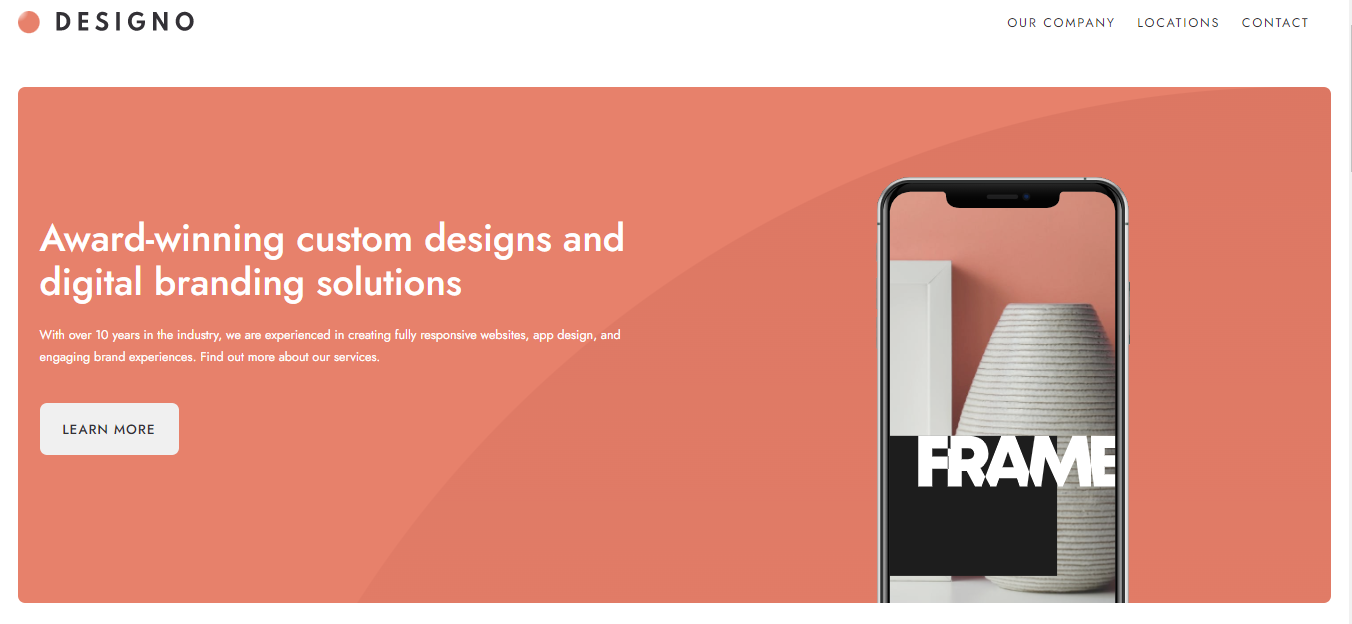 DESIGNO
OUR COMPANY LOCATIONS CONTACT
Award-winning custom designs and
digital branding solutions
With over 10 years in the industry, we are experienced in creating fully responsive websites, app design, and
engaging brand experiences. Find out more about our services.
LEARN MORE
FRAME